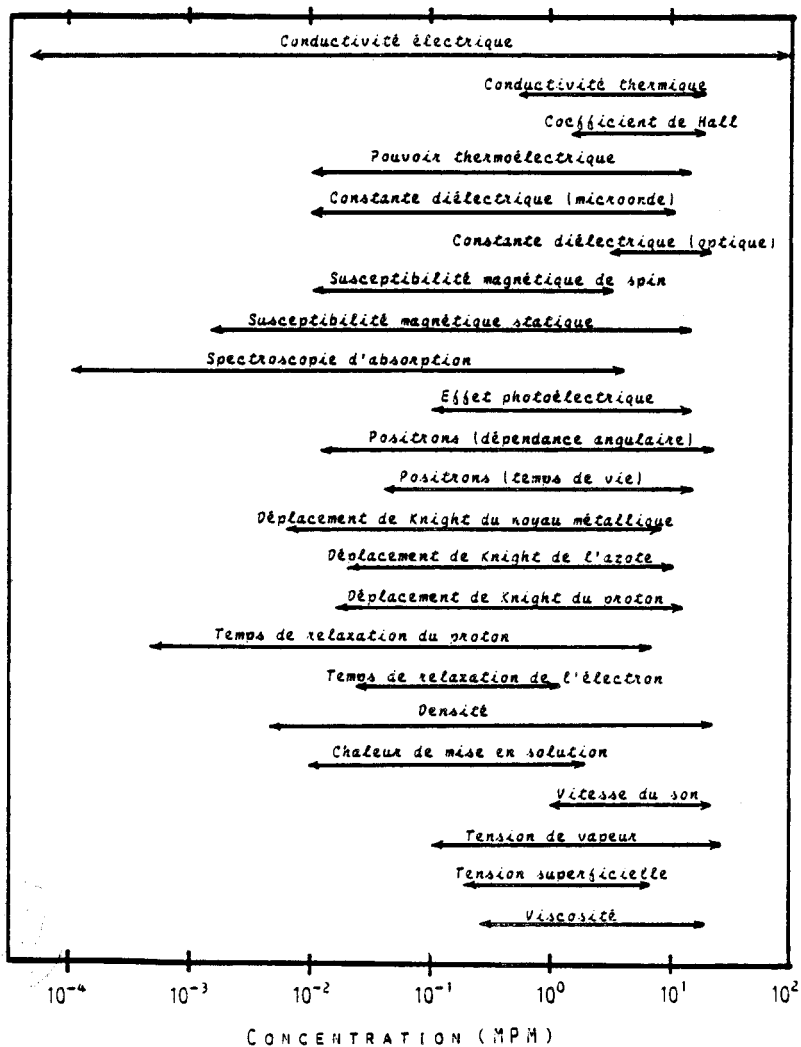 Conductivité électrique
Conductivité thermique
Coefficient de Hall
Pouvoir thermoélectrique
Constante diélectrique (microonde)
Constante diélectrique (optique)
Susceptibilité magnétique de spin
Susceptibilité magnétique statique
Spectroscopie d'absorption
Effet photoélectrique
Positrons (dépendance angulaire)
Positrons (temps de vie)
Déplacement de Knight du noyau métallique
Déplacement de Knight de l'azote
Déplacement de Knight du proton
Temps de relaxation du proton
Temps de relaxation de l'électron
Densité
Chaleur de mise en solution
Vitesse du son
Tension de vapeur
Tension superficielle
Viscosité
10⁻⁴ 10⁻³ 10⁻² 10⁻¹ 10⁰ 10¹ 10²
CONCENTRATION (MPM)